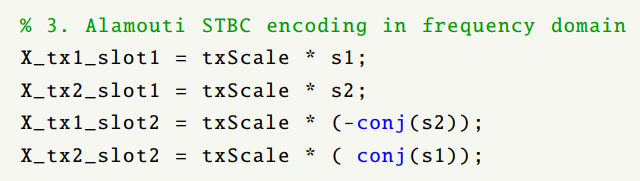 % 3. Alamouti STBC encoding in frequency domain
X_tx1_slot1 = txScale * s1;
X_tx2_slot1 = txScale * s2;
X_tx1_slot2 = txScale * (-conj(s2));
X_tx2_slot2 = txScale * ( conj(s1));